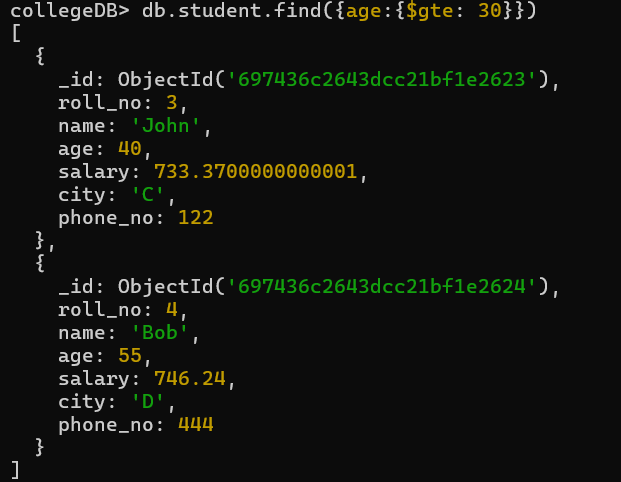 collegeDB> db.student.find({age:{$gte: 30}})
[
  {
    _id: ObjectId('697436c2643dcc21bf1e2623'),
    roll_no: 3,
    name: 'John',
    age: 40,
    salary: 733.3700000000001,
    city: 'C',
    phone_no: 122
  },
  {
    _id: ObjectId('697436c2643dcc21bf1e2624'),
    roll_no: 4,
    name: 'Bob',
    age: 55,
    salary: 746.24,
    city: 'D',
    phone_no: 444
  }
]